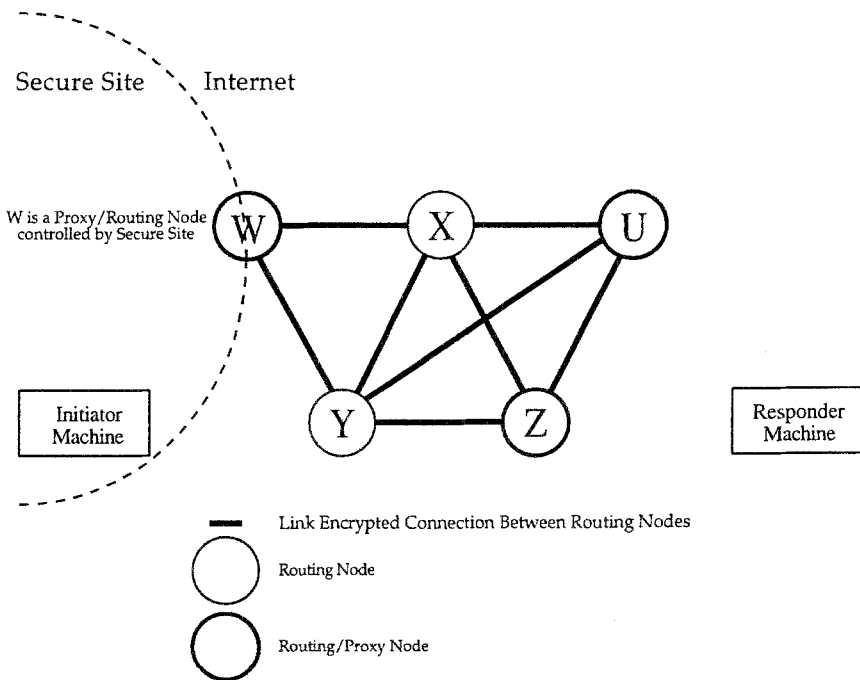 Secure Site
Internet
W is a Proxy/Routing Node
controlled by Secure Site
W
X
U
Y
Z
Initiator
Machine
Responder
Machine
Link Encrypted Connection Between Routing Nodes
Routing Node
Routing/Proxy Node